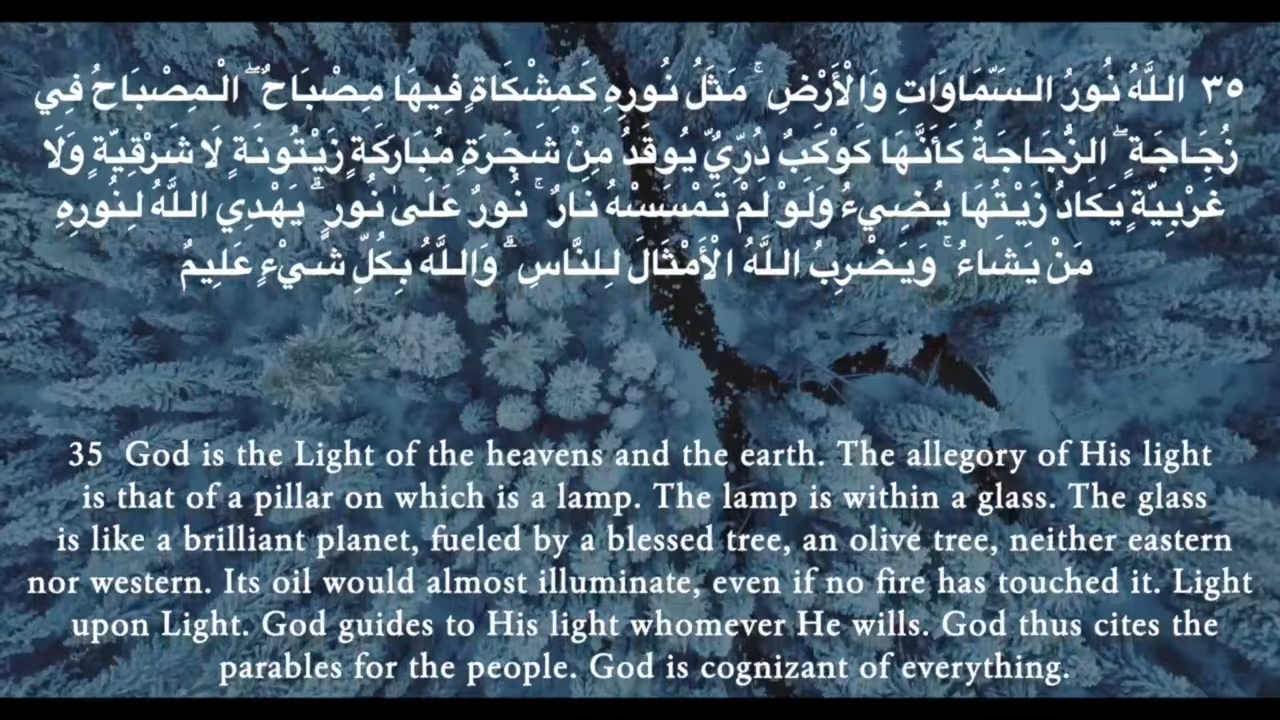 ٣٥ اللَّهُ نُورُ السَّمَاوَاتِ وَالْأَرْضِ ۚ مَثَلُ نُورِهِ كَمِشْكَاةٍ فِيهَا مِصْبَاحٌ ۖ الْمِصْبَاحُ فِي
زُجَاجَةٍ ۖ الزُّجَاجَةُ كَأَنَّهَا كَوْكَبٌ دُرِّيٌّ يُوقَدُ مِنْ شَجَرَةٍ مُبَارَكَةٍ زَيْتُونَةٍ لَا شَرْقِيَّةٍ وَلَا
غَرْبِيَّةٍ يَكَادُ زَيْتُهَا يُضِيءُ وَلَوْ لَمْ تَمْسَسْهُ نَارٌ ۚ نُورٌ عَلَىٰ نُورٍ ۗ يَهْدِي اللَّهُ لِنُورِهِ
مَنْ يَشَاءُ ۚ وَيَضْرِبُ اللَّهُ الْأَمْثَالَ لِلنَّاسِ ۗ وَاللَّهُ بِكُلِّ شَيْءٍ عَلِيمٌ
35 God is the Light of the heavens and the earth. The allegory of His light
is that of a pillar on which is a lamp. The lamp is within a glass. The glass
is like a brilliant planet, fueled by a blessed tree, an olive tree, neither eastern
nor western. Its oil would almost illuminate, even if no fire has touched it. Light
upon Light. God guides to His light whomever He wills. God thus cites the
parables for the people. God is cognizant of everything.